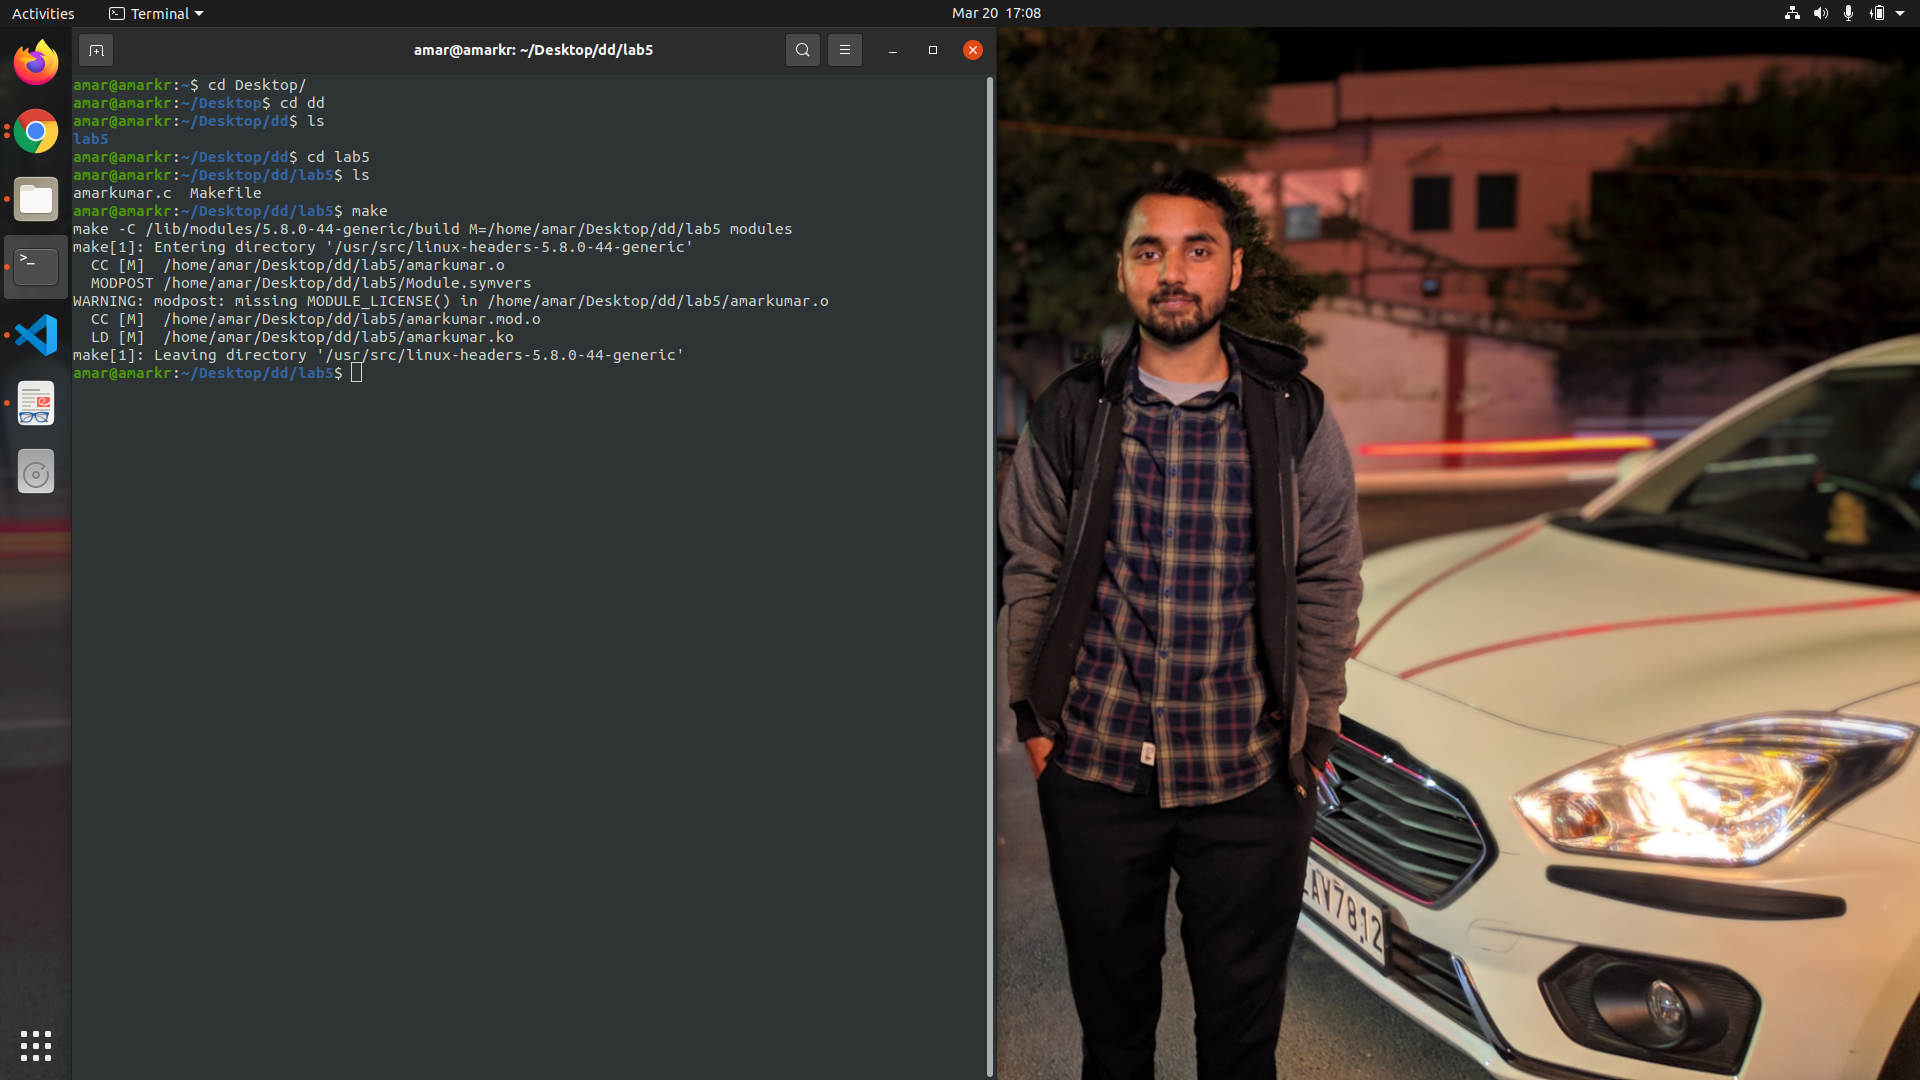 Activities Terminal Mar 20 17:08
amar@amarkr: ~/Desktop/dd/lab5
amar@amarkr:~$ cd Desktop/
amar@amarkr:~/Desktop$ cd dd
amar@amarkr:~/Desktop/dd$ ls
lab5
amar@amarkr:~/Desktop/dd$ cd lab5
amar@amarkr:~/Desktop/dd/lab5$ ls
amarkumar.c  Makefile
amar@amarkr:~/Desktop/dd/lab5$ make
make -C /lib/modules/5.8.0-44-generic/build M=/home/amar/Desktop/dd/lab5 modules
make[1]: Entering directory '/usr/src/linux-headers-5.8.0-44-generic'
  CC [M]  /home/amar/Desktop/dd/lab5/amarkumar.o
  MODPOST /home/amar/Desktop/dd/lab5/Module.symvers
WARNING: modpost: missing MODULE_LICENSE() in /home/amar/Desktop/dd/lab5/amarkumar.o
  CC [M]  /home/amar/Desktop/dd/lab5/amarkumar.mod.o
  LD [M]  /home/amar/Desktop/dd/lab5/amarkumar.ko
make[1]: Leaving directory '/usr/src/linux-headers-5.8.0-44-generic'
amar@amarkr:~/Desktop/dd/lab5$
AV7812